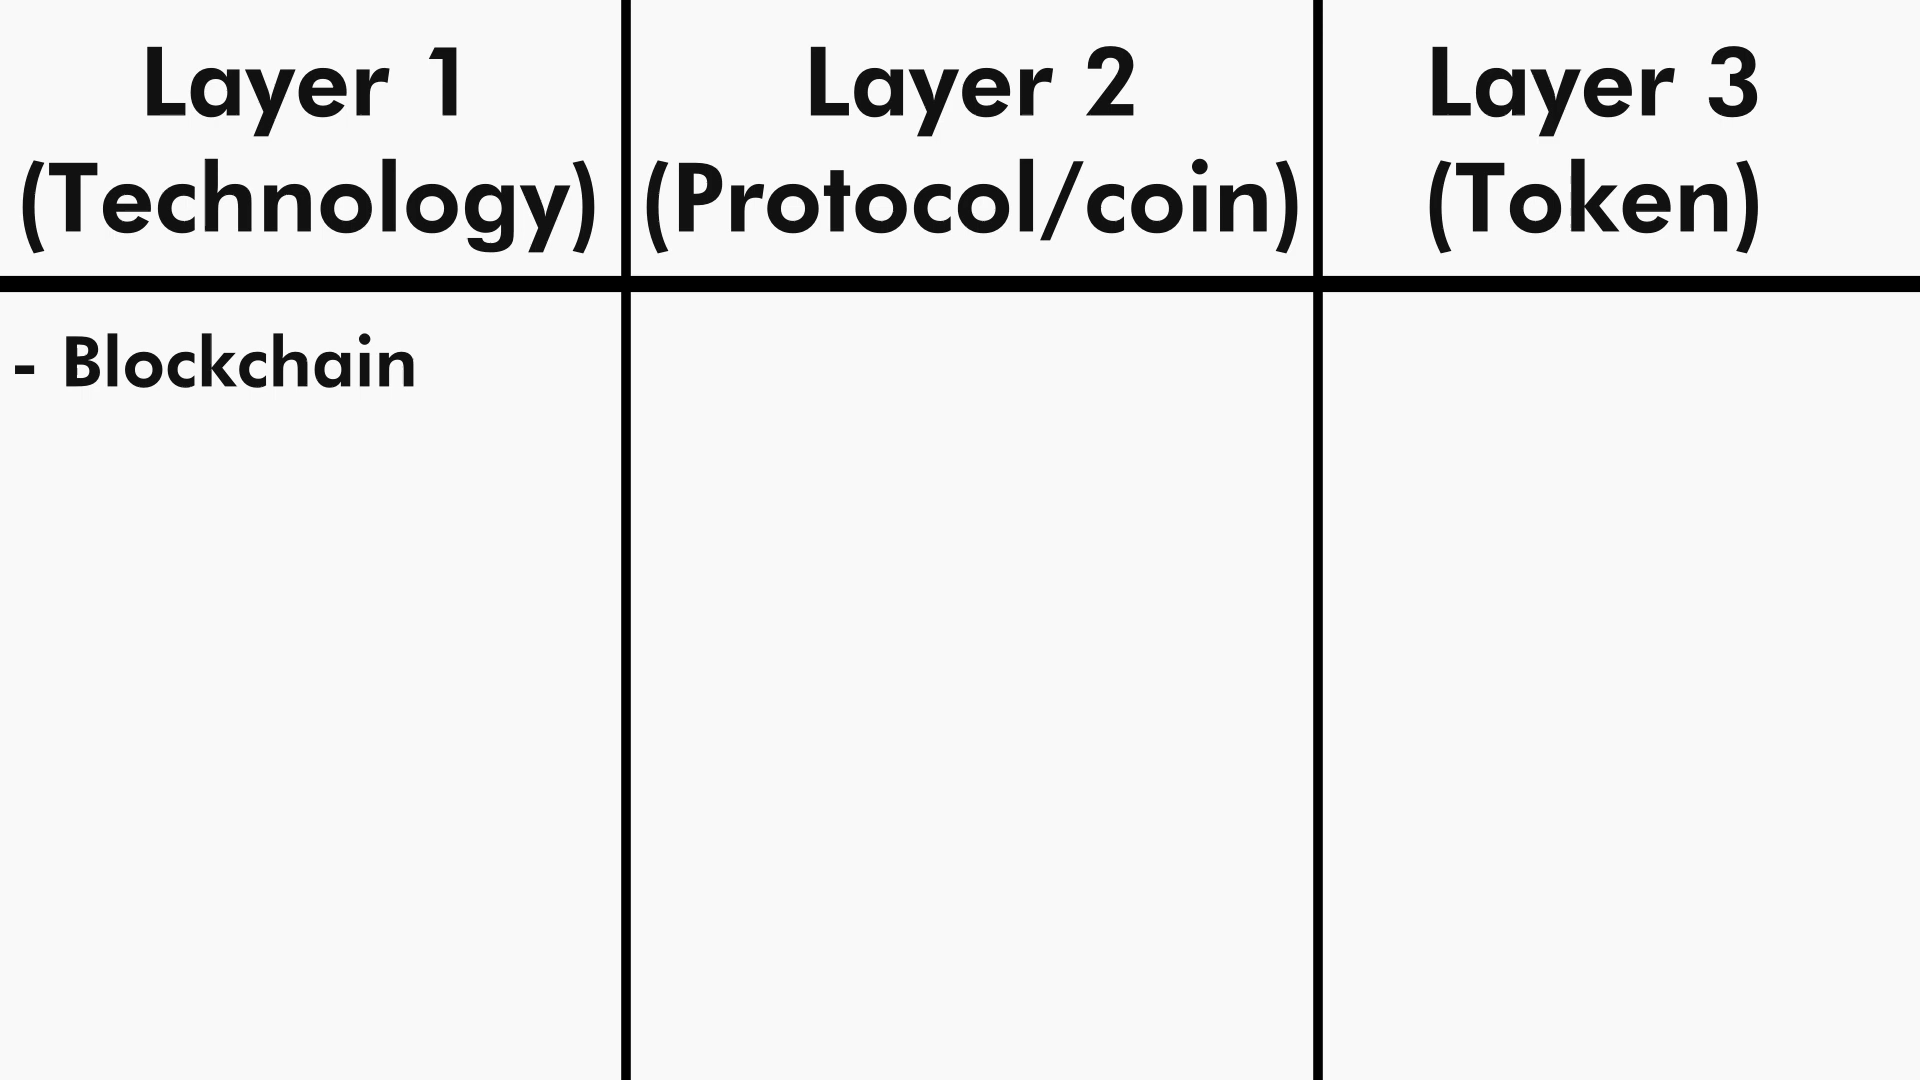 Layer 1
(Technology)
Layer 2
(Protocol/coin)
Layer 3
(Token)
- Blockchain